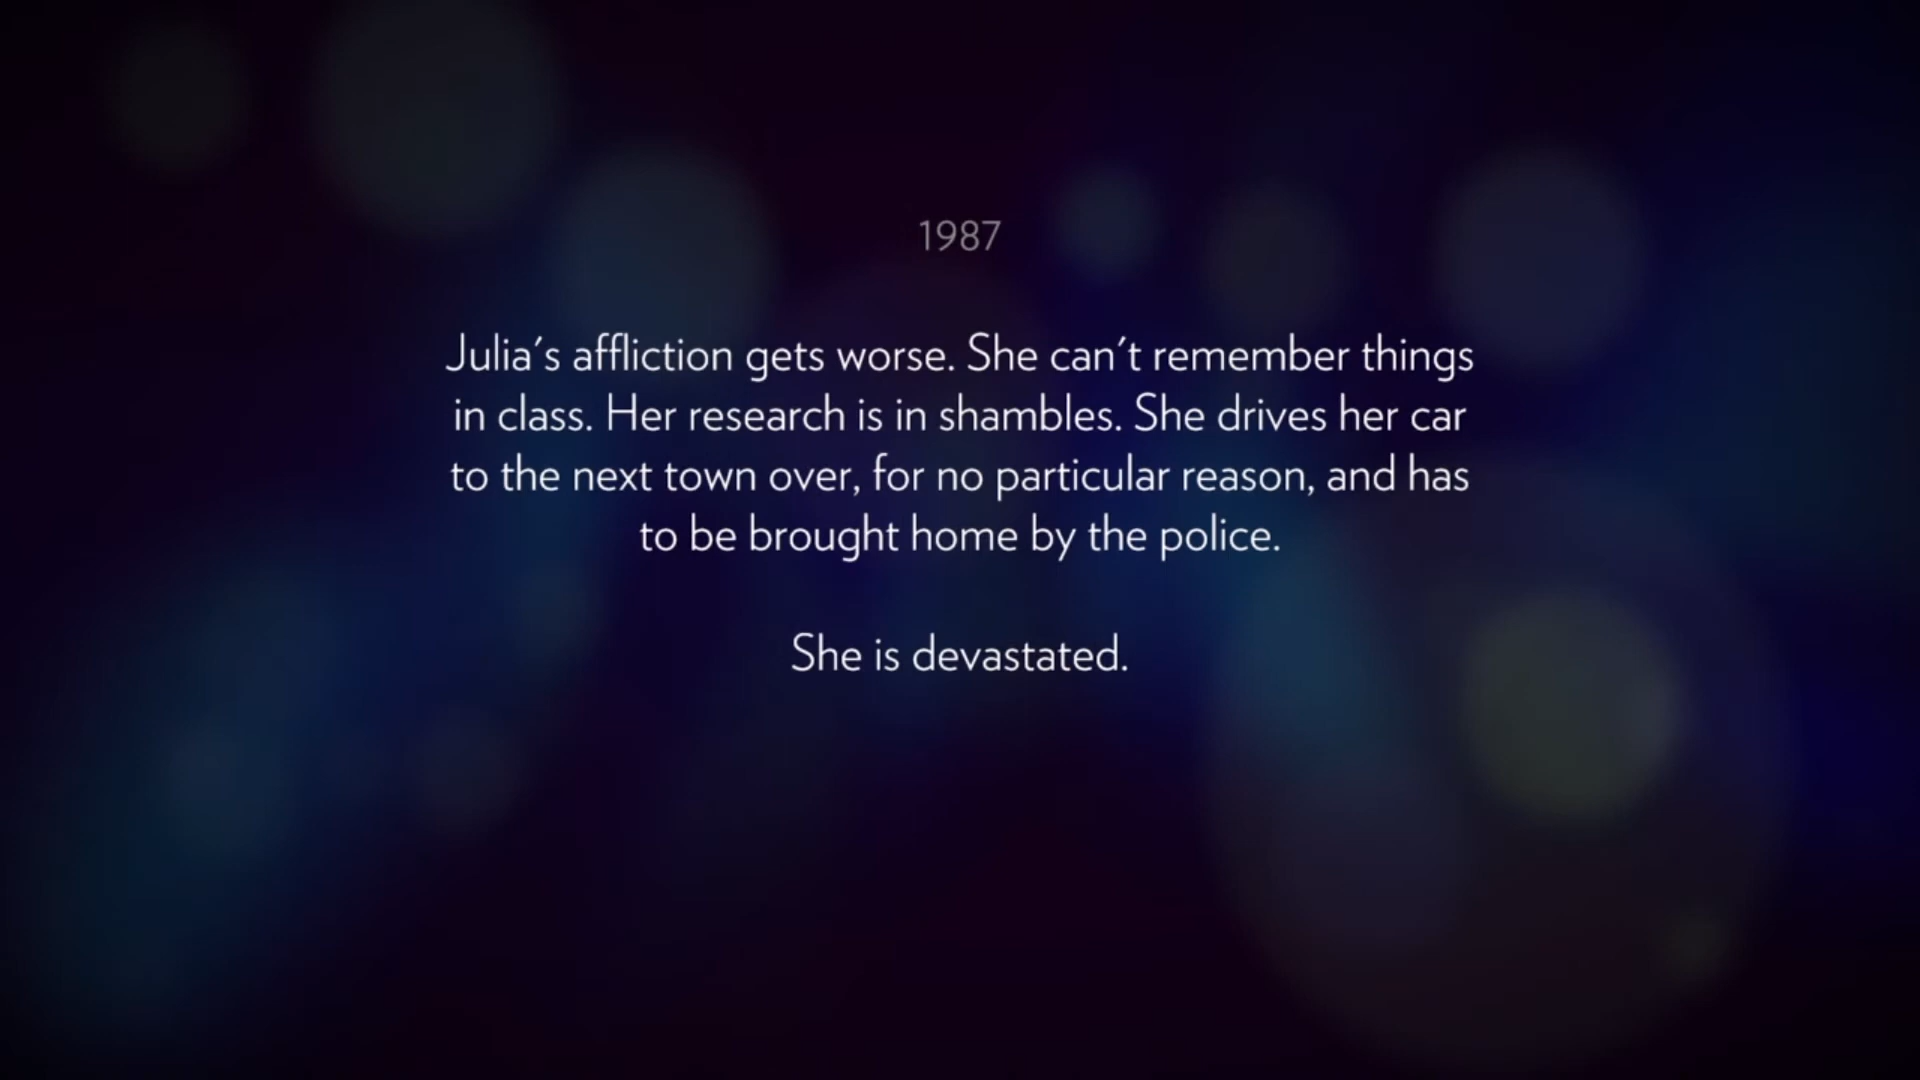 1987
Julia's affliction gets worse. She can't remember things
in class. Her research is in shambles. She drives her car
to the next town over, for no particular reason, and has
to be brought home by the police.
She is devastated.